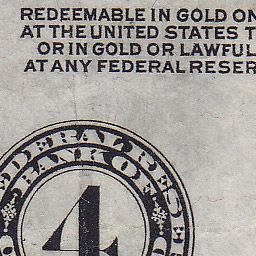 REDEEMABLE IN GOLD ON
AT THE UNITED STATES T
OR IN GOLD OR LAWFUL
AT ANY FEDERAL RESER
FEDERAL RESE
BANK OF
4